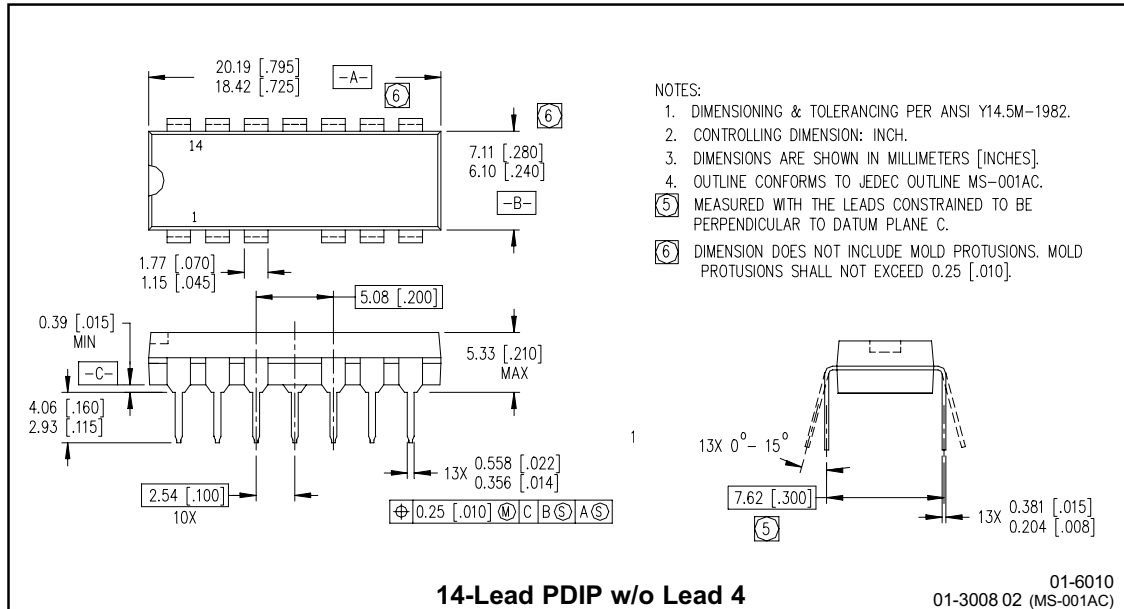 20.19 [.795]
18.42 [.725]
-A-
6
6
14
1
7.11 [.280]
6.10 [.240]
-B-
1.77 [.070]
1.15 [.045]
5.08 [.200]
0.39 [.015]
MIN
-C-
4.06 [.160]
2.93 [.115]
5.33 [.210]
MAX
2.54 [.100]
10X
13X 0.558 [.022]
0.356 [.014]
⌖ 0.25 [.010] Ⓜ C B Ⓢ A Ⓢ
NOTES:
1. DIMENSIONING & TOLERANCING PER ANSI Y14.5M-1982.
2. CONTROLLING DIMENSION: INCH.
3. DIMENSIONS ARE SHOWN IN MILLIMETERS [INCHES].
4. OUTLINE CONFORMS TO JEDEC OUTLINE MS-001AC.
5 MEASURED WITH THE LEADS CONSTRAINED TO BE
PERPENDICULAR TO DATUM PLANE C.
6 DIMENSION DOES NOT INCLUDE MOLD PROTUSIONS. MOLD
PROTUSIONS SHALL NOT EXCEED 0.25 [.010].
1
13X 0°- 15°
7.62 [.300]
5
13X 0.381 [.015]
0.204 [.008]
14-Lead PDIP w/o Lead 4
01-6010
01-3008 02 (MS-001AC)